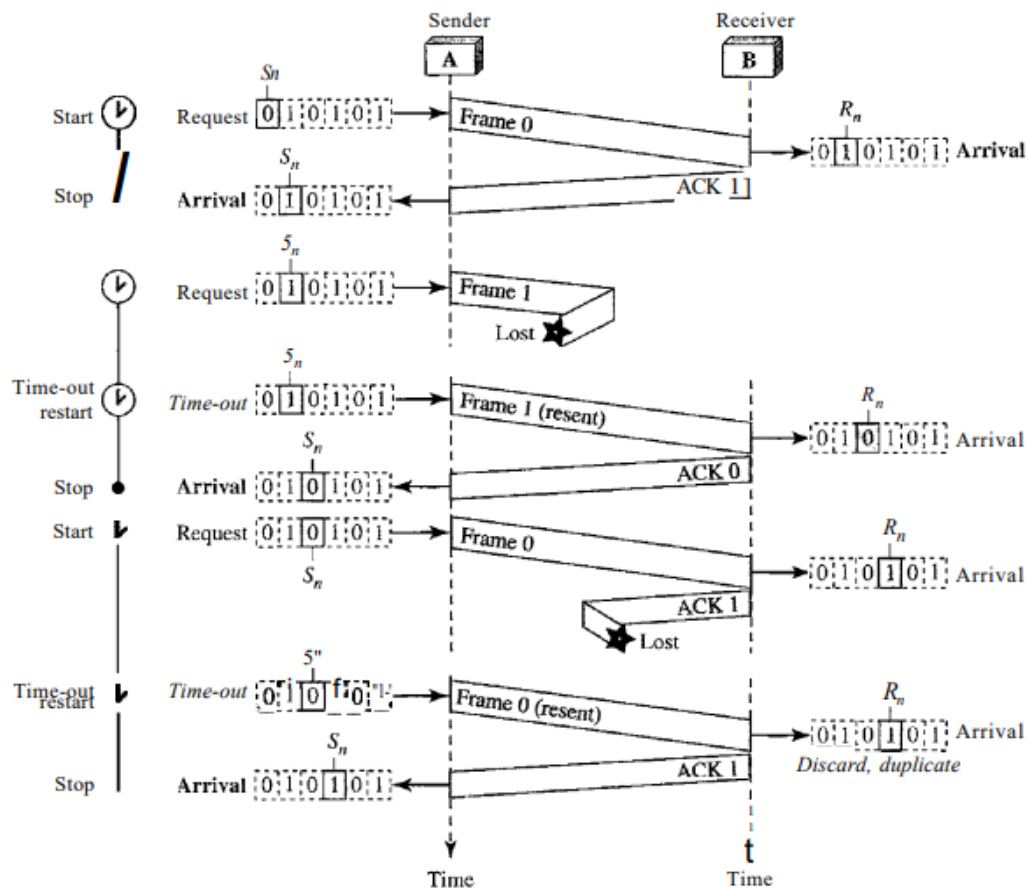 Sender Receiver
A B
Sn
Start Request 0 1 0 1 0 1 Frame 0 Rn
0 1 0 1 0 1 Arrival
Sn
Stop Arrival 0 1 0 1 0 1 ACK 1
5n
Request 0 1 0 1 0 1 Frame 1
Lost
5n
Time-out
restart Time-out 0 1 0 1 0 1 Frame 1 (resent) Rn
0 1 0 1 0 1 Arrival
Sn
Stop Arrival 0 1 0 1 0 1 ACK 0
Start Request 0 1 0 1 0 1 Frame 0 Rn
Sn 0 1 0 1 0 1 Arrival
ACK 1
Lost
5"
Time-out
restart Time-out 0 0 0 Frame 0 (resent) Rn
0 1 0 1 0 1 Arrival
Discard, duplicate
Sn
Stop Arrival 0 1 0 1 0 1 ACK 1
t
Time Time